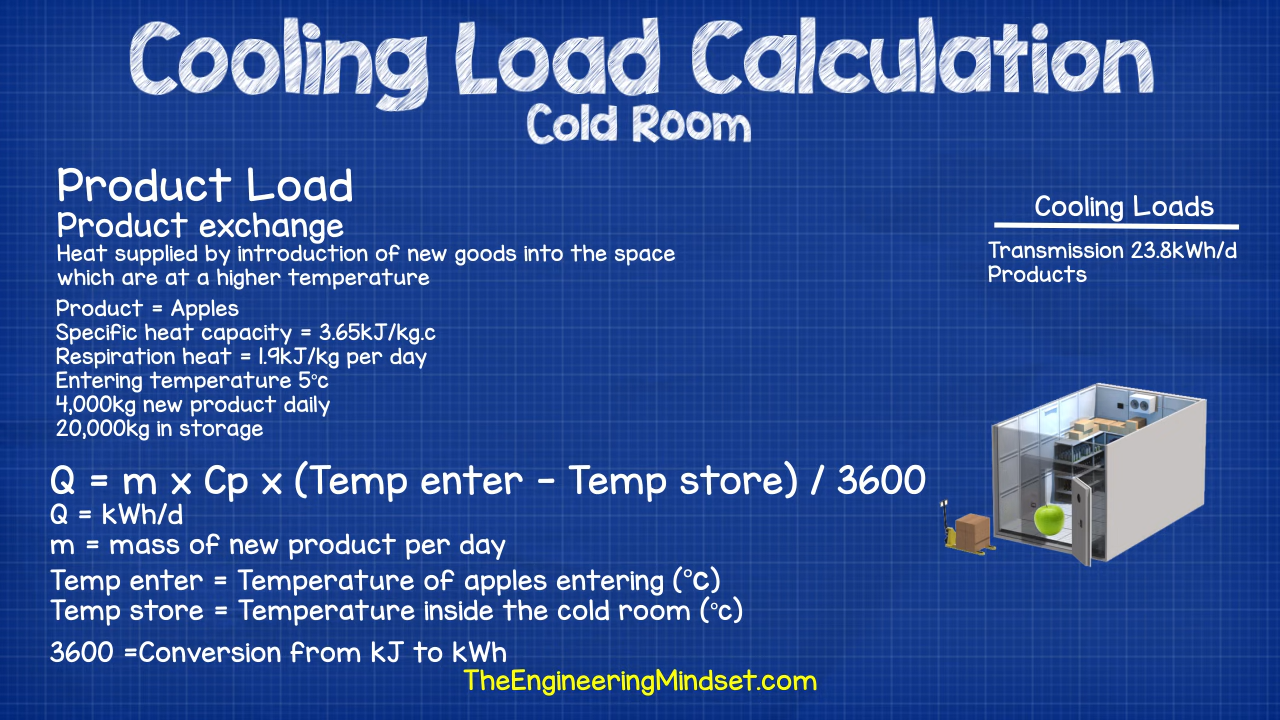 Cooling Load Calculation
Cold Room
Product Load
Product exchange
Heat supplied by introduction of new goods into the space
which are at a higher temperature
Product = Apples
Specific heat capacity = 3.65kJ/kg.c
Respiration heat = 1.9kJ/kg per day
Entering temperature 5°c
4,000kg new product daily
20,000kg in storage
Cooling Loads
Transmission 23.8kWh/d
Products
Q = m x Cp x (Temp enter - Temp store) / 3600
Q = kWh/d
m = mass of new product per day
Temp enter = Temperature of apples entering (°C)
Temp store = Temperature inside the cold room (°c)
3600 =Conversion from kJ to kWh
TheEngineeringMindset.com